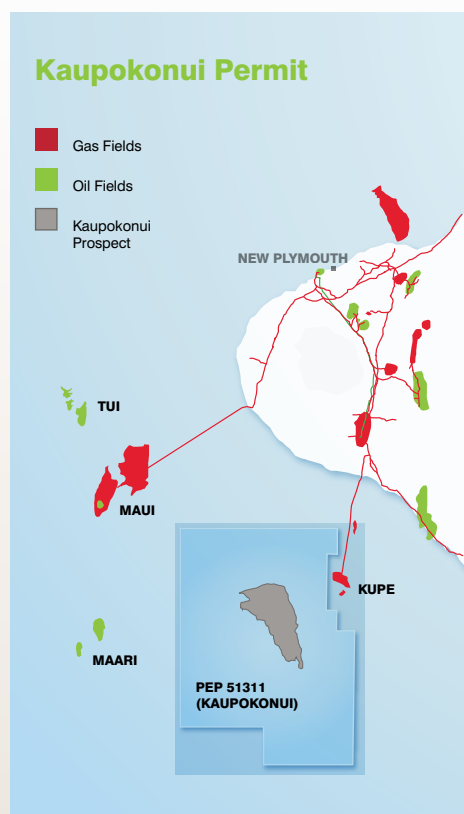 Kaupokonui Permit
Gas Fields
Oil Fields
Kaupokonui
Prospect
NEW PLYMOUTH
TUI
MAUI
KUPE
MAARI
PEP 51311
(KAUPOKONUI)